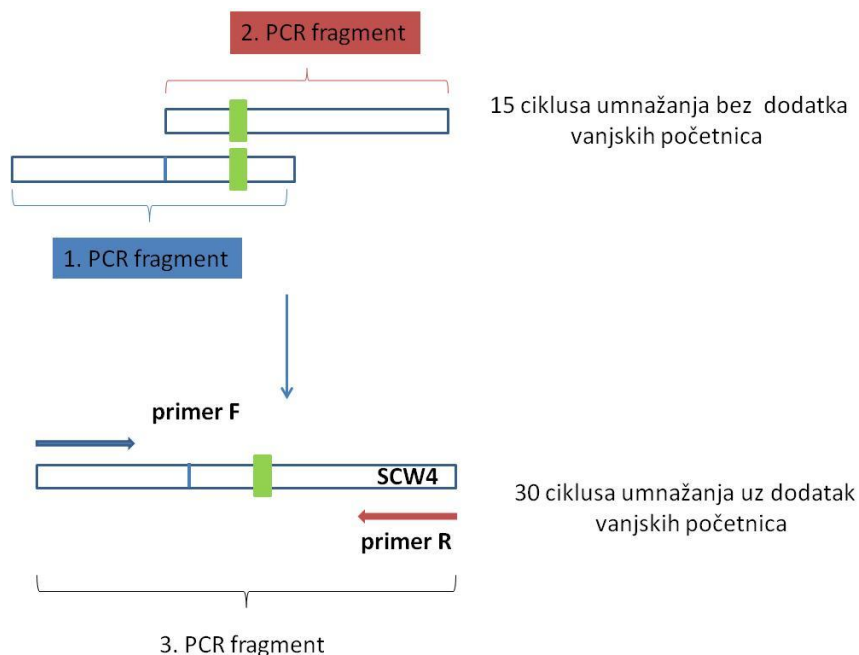 2. PCR fragment
15 ciklusa umnažanja bez dodatka
vanjskih početnica
1. PCR fragment
primer F
SCW4
primer R
30 ciklusa umnažanja uz dodatak
vanjskih početnica
3. PCR fragment